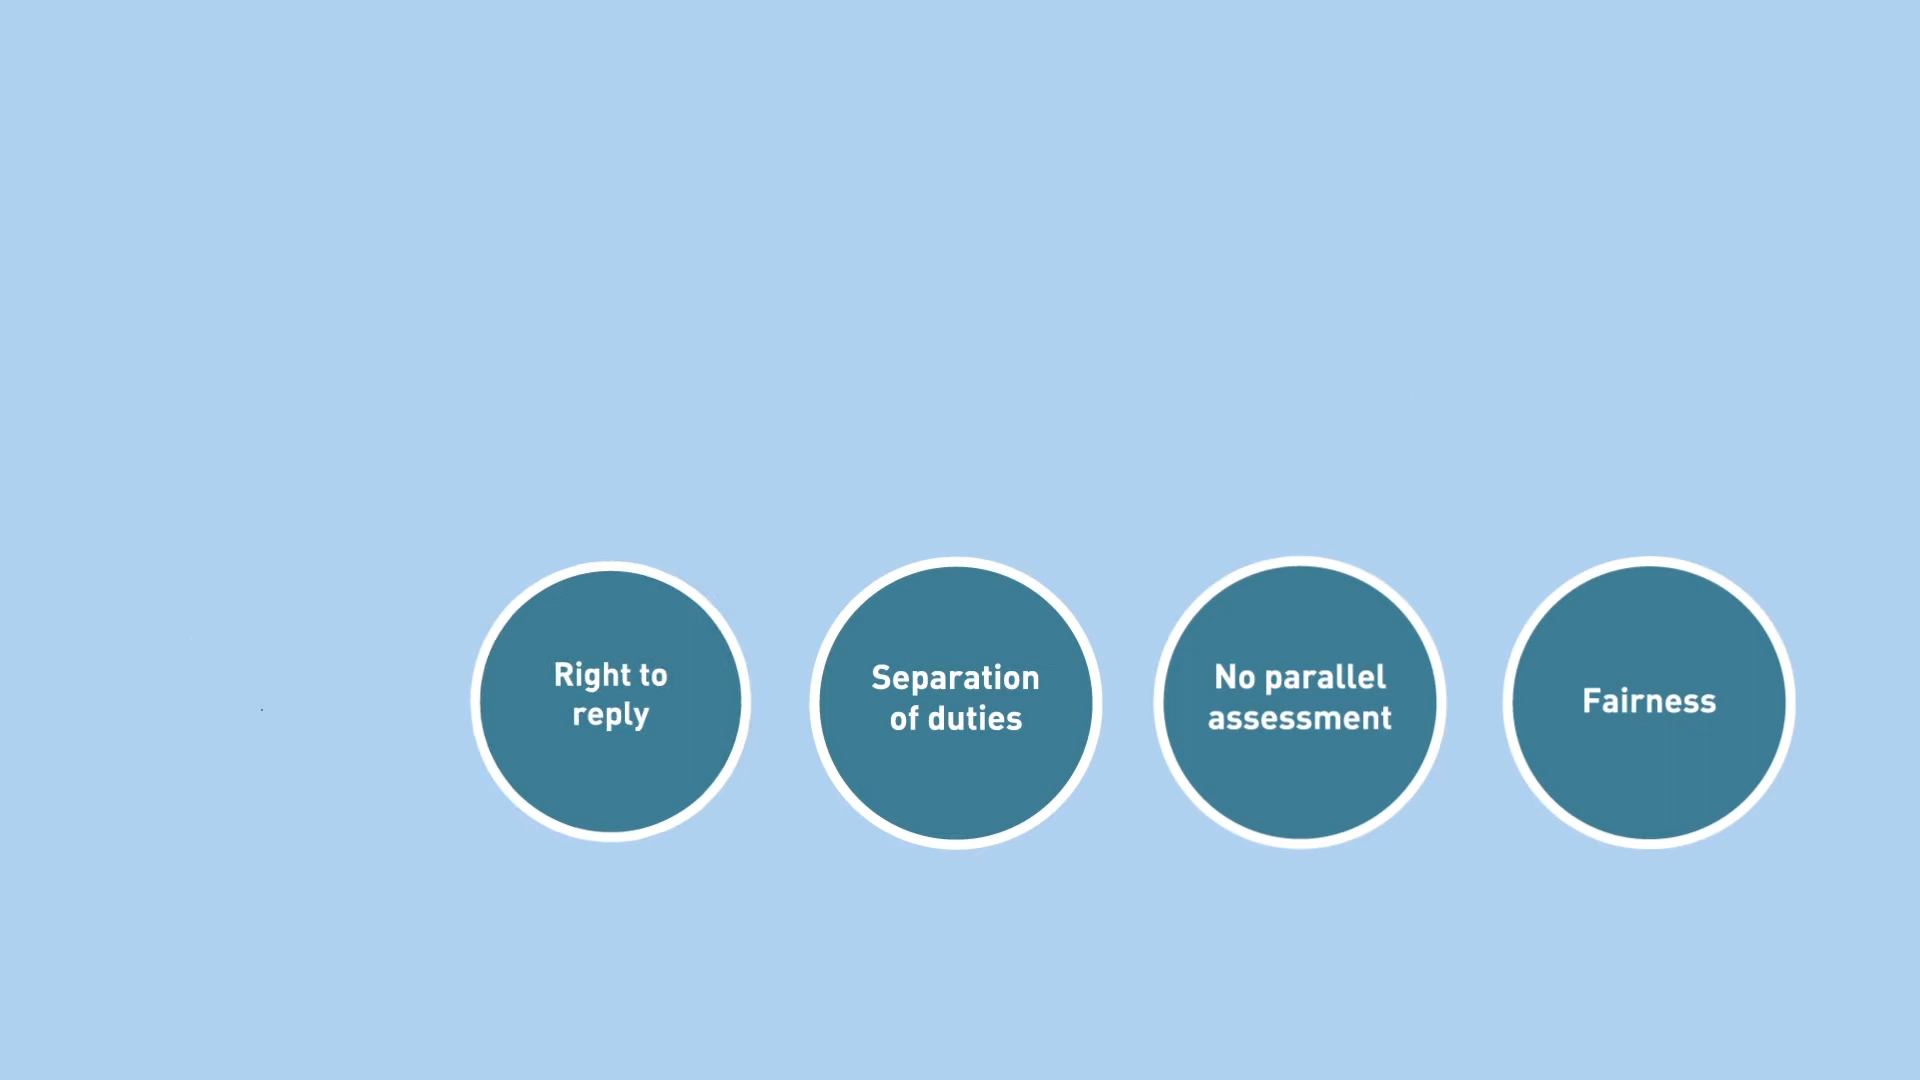 Right to
reply
Separation
of duties
No parallel
assessment
Fairness